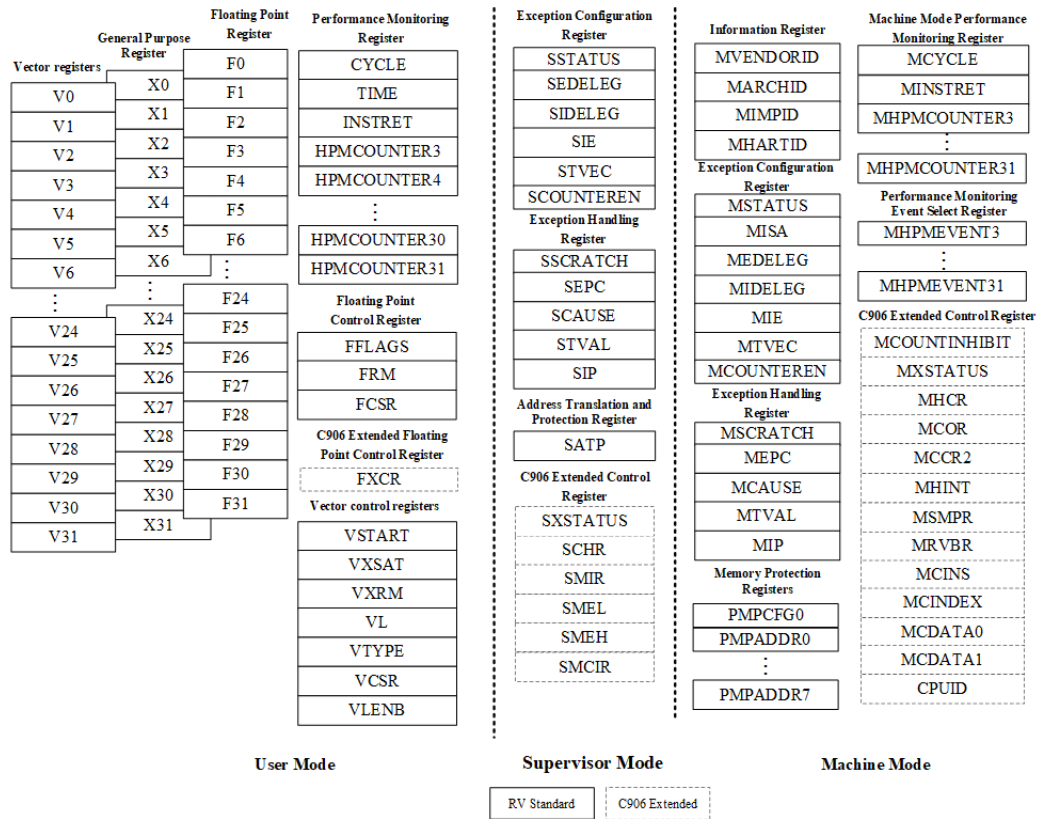 Vector registers
V0
V1
V2
V3
V4
V5
V6
⋮
V24
V25
V26
V27
V28
V29
V30
V31
General Purpose
Register
X0
X1
X2
X3
X4
X5
X6
⋮
X24
X25
X26
X27
X28
X29
X30
X31
Floating Point
Register
F0
F1
F2
F3
F4
F5
F6
⋮
F24
F25
F26
F27
F28
F29
F30
F31
Performance Monitoring
Register
CYCLE
TIME
INSTRET
HPMCOUNTER3
HPMCOUNTER4
⋮
HPMCOUNTER30
HPMCOUNTER31
Floating Point
Control Register
FFLAGS
FRM
FCSR
C906 Extended Floating
Point Control Register
FXCR
Vector control registers
VSTART
VXSAT
VXRM
VL
VTYPE
VCSR
VLENB
User Mode
Exception Configuration
Register
SSTATUS
SEDELEG
SIDELEG
SIE
STVEC
SCOUNTEREN
Exception Handling
Register
SSCRATCH
SEPC
SCAUSE
STVAL
SIP
Address Translation and
Protection Register
SATP
C906 Extended Control
Register
SXSTATUS
SCHR
SMIR
SMEL
SMEH
SMCIR
Supervisor Mode
Information Register
MVENDORID
MARCHID
MIMPID
MHARTID
Exception Configuration
Register
MSTATUS
MISA
MEDELEG
MIDELEG
MIE
MTVEC
MCOUNTEREN
Exception Handling
Register
MSCRATCH
MEPC
MCAUSE
MTVAL
MIP
Memory Protection
Registers
PMPCFG0
PMPADDR0
⋮
PMPADDR7
Machine Mode Performance
Monitoring Register
MCYCLE
MINSTRET
MHPMCOUNTER3
⋮
MHPMCOUNTER31
Performance Monitoring
Event Select Register
MHPMEVENT3
⋮
MHPMEVENT31
C906 Extended Control Register
MCOUNTINHIBIT
MXSTATUS
MHCR
MCOR
MCCR2
MHINT
MSMPR
MRVBR
MCINS
MCINDEX
MCDATA0
MCDATA1
CPUID
Machine Mode
RV Standard
C906 Extended